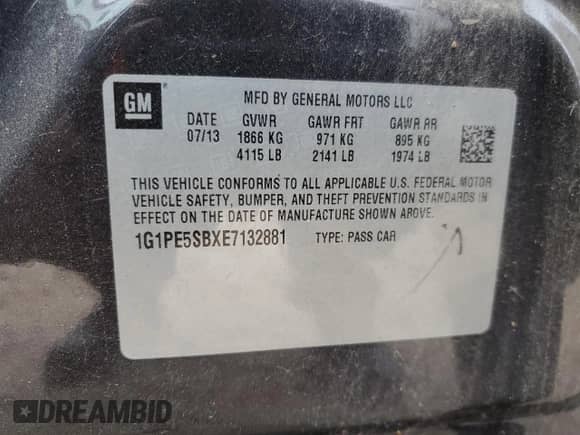 GM
®
MFD BY GENERAL MOTORS LLC
DATE GVWR GAWR FRT GAWR RR
07/13 1866 KG 971 KG 895 KG
4115 LB 2141 LB 1974 LB
THIS VEHICLE CONFORMS TO ALL APPLICABLE U.S. FEDERAL MOTOR
VEHICLE SAFETY, BUMPER, AND THEFT PREVENTION STANDARDS IN
EFFECT ON THE DATE OF MANUFACTURE SHOWN ABOVE.
1G1PE5SBXE7132881 TYPE: PASS CAR
DREAMBID